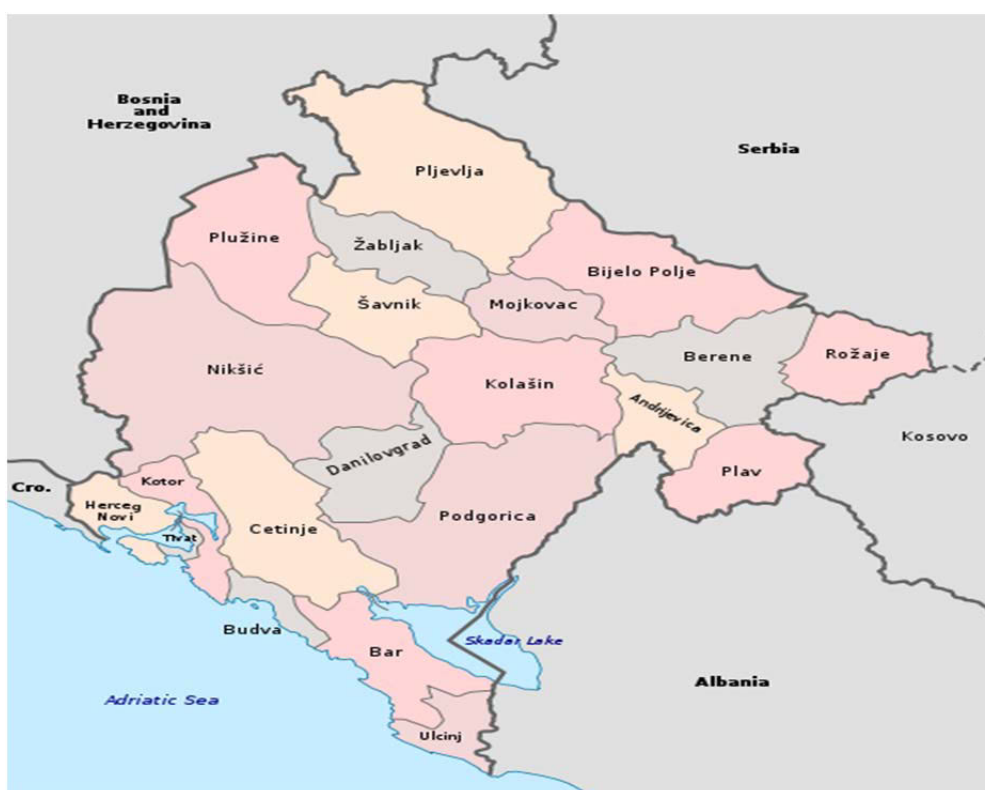 Bosnia
and
Herzegovina
Serbia
Pljevlja
Plužine
Žabljak
Bijelo Polje
Šavnik
Mojkovac
Berene
Rožaje
Nikšić
Kolašin
Andrijevica
Kosovo
Danilovgrad
Plav
Cro.
Kotor
Herceg
Novi
Podgorica
Cetinje
Tivat
Budva
Skadar Lake
Bar
Albania
Adriatic Sea
Ulcinj